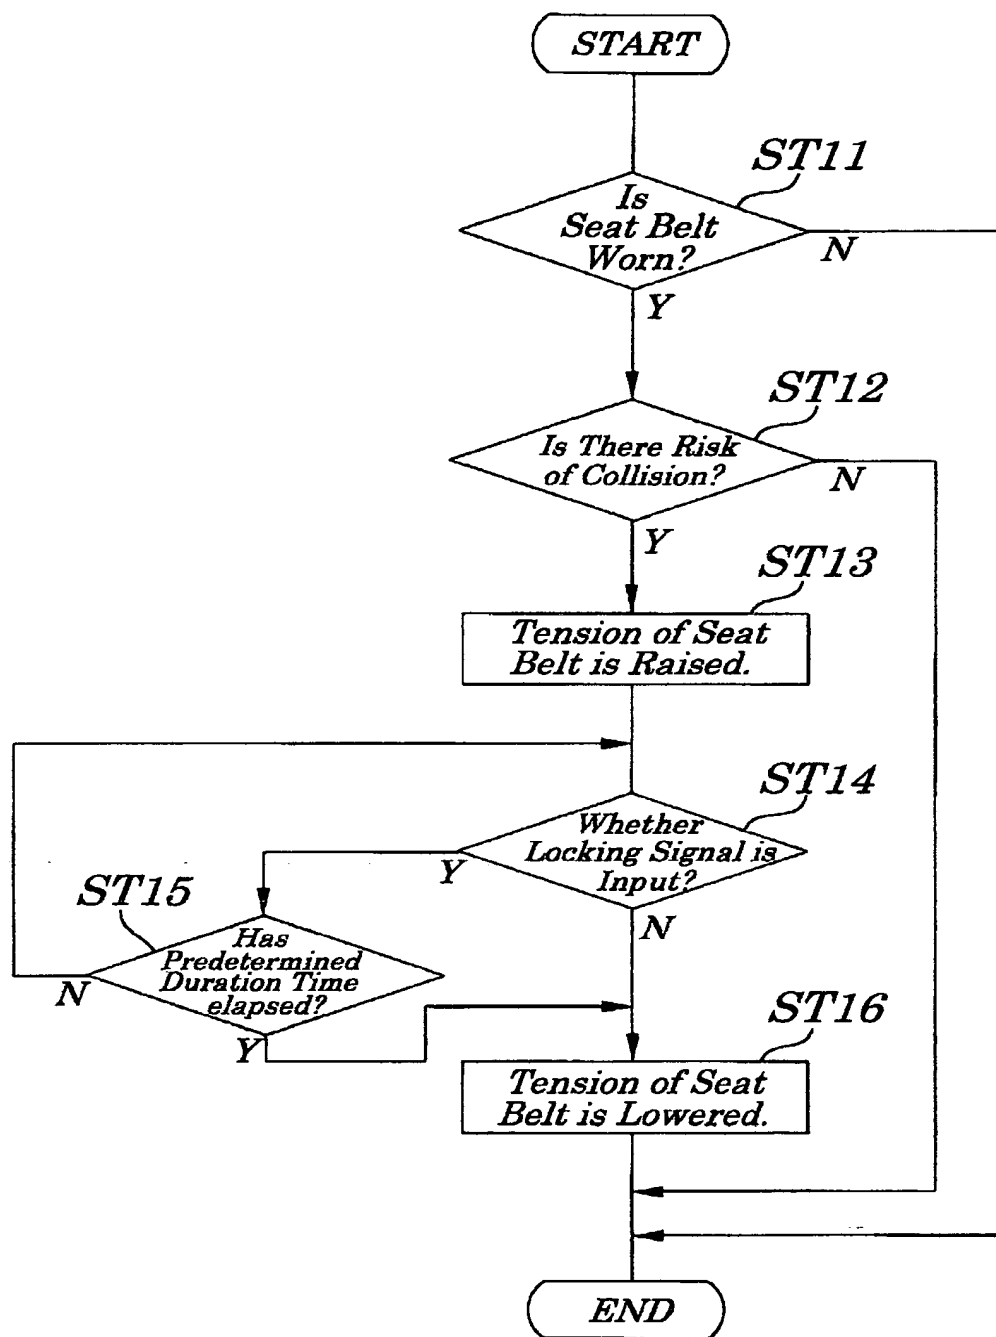 START
ST11
Is
Seat Belt
Worn?
N
Y
ST12
Is There Risk
of Collision?
N
Y
ST13
Tension of Seat
Belt is Raised.
ST14
Whether
Locking Signal is
Input?
Y
N
ST15
Has
Predetermined
Duration Time
elapsed?
N
Y
ST16
Tension of Seat
Belt is Lowered.
END